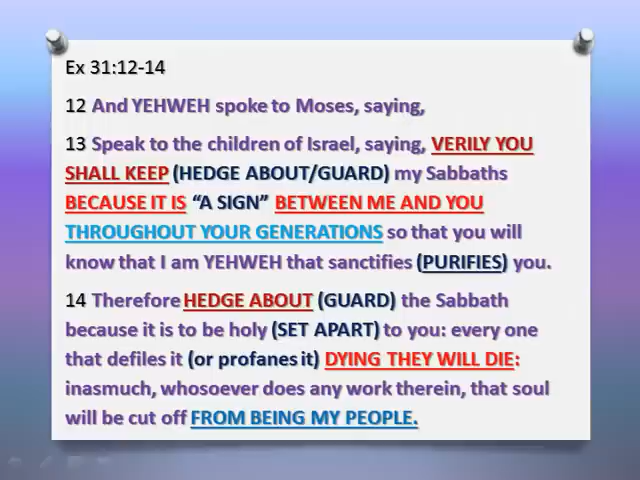 Ex 31:12-14
12 And YEHWEH spoke to Moses, saying,
13 Speak to the children of Israel, saying, VERILY YOU
SHALL KEEP (HEDGE ABOUT/GUARD) my Sabbaths
BECAUSE IT IS “A SIGN” BETWEEN ME AND YOU
THROUGHOUT YOUR GENERATIONS so that you will
know that I am YEHWEH that sanctifies (PURIFIES) you.
14 Therefore HEDGE ABOUT (GUARD) the Sabbath
because it is to be holy (SET APART) to you: every one
that defiles it (or profanes it) DYING THEY WILL DIE:
inasmuch, whosoever does any work therein, that soul
will be cut off FROM BEING MY PEOPLE.